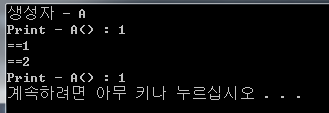 생성자 - A
Print - A() : 1
==1
==2
Print - A() : 1
계속하려면 아무 키나 누르십시오 . . .